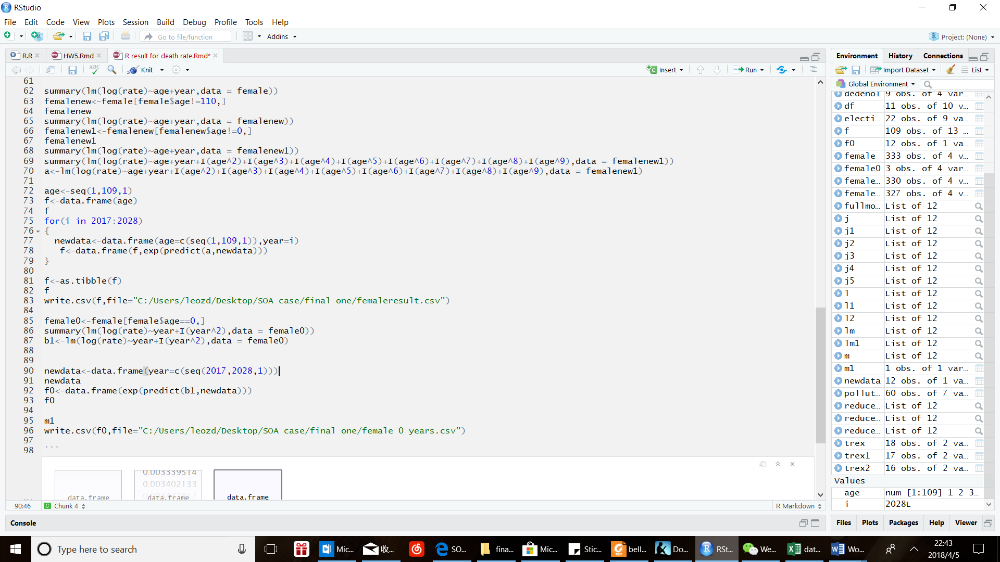 RStudio
File Edit Code View Plots Session Build Debug Profile Tools Help
Go to file/function Addins Project: (None)
R.R HW5.Rmd R result for death rate.Rmd*
ABC Knit Insert Run
61
62 summary(lm(log(rate)~age+year,data = female))
63 femalenew<-female[female$age!=110,]
64 femalenew
65 summary(lm(log(rate)~age+year,data = femalenew))
66 femalenew1<-femalenew[femalenew$age!=0,]
67 femalenew1
68 summary(lm(log(rate)~age+year,data = femalenew1))
69 summary(lm(log(rate)~age+year+I(age^2)+I(age^3)+I(age^4)+I(age^5)+I(age^6)+I(age^7)+I(age^8)+I(age^9),data = femalenew1))
70 a<-lm(log(rate)~age+year+I(age^2)+I(age^3)+I(age^4)+I(age^5)+I(age^6)+I(age^7)+I(age^8)+I(age^9),data = femalenew1)
71
72 age<-seq(1,109,1)
73 f<-data.frame(age)
74 f
75 for(i in 2017:2028)
76 {
77 newdata<-data.frame(age=c(seq(1,109,1)),year=i)
78 f<-data.frame(f,exp(predict(a,newdata)))
79 }
80
81 f<-as.tibble(f)
82 f
83 write.csv(f,file="C:/Users/leozd/Desktop/SOA case/final one/femaleresult.csv")
84
85 female0<-female[female$age==0,]
86 summary(lm(log(rate)~year+I(year^2),data = female0))
87 b1<-lm(log(rate)~year+I(year^2),data = female0)
88
89
90 newdata<-data.frame(year=c(seq(2017,2028,1)))
91 newdata
92 f0<-data.frame(exp(predict(b1,newdata)))
93 f0
94
95 m1
96 write.csv(f0,file="C:/Users/leozd/Desktop/SOA case/final one/female 0 years.csv")
97
98 ```
data.frame
0.003339514
0.003402133
data.frame
data.frame
90:46 Chunk 4 R Markdown
Console
Environment History Connections
Import Dataset List
Global Environment
dedeno1 9 obs. of 4 var…
df 11 obs. of 10 v…
electi… 22 obs. of 9 va…
f 109 obs. of 13 …
f0 12 obs. of 1 va…
female 333 obs. of 4 v…
female0 3 obs. of 4 var…
female… 330 obs. of 4 v…
female… 327 obs. of 4 v…
fullmo… List of 12
j List of 12
j1 List of 12
j2 List of 12
j3 List of 12
j4 List of 12
j5 List of 12
l List of 12
l1 List of 12
l2 List of 12
lm List of 12
lm1 List of 12
m List of 12
m1 1 obs. of 1 var…
newdata 12 obs. of 1 va…
pollut… 60 obs. of 7 va…
reduce… List of 12
reduce… List of 12
reduce… List of 12
trex 18 obs. of 2 va…
trex1 17 obs. of 2 va…
trex2 16 obs. of 2 va…
Values
age num [1:109] 1 2 3…
i 2028L
Files Plots Packages Help Viewer
Type here to search Mic... 收... SO... fina... Mic... Stic... bell... Do... RSt... We... dat... Wo...
22:43
2018/4/5